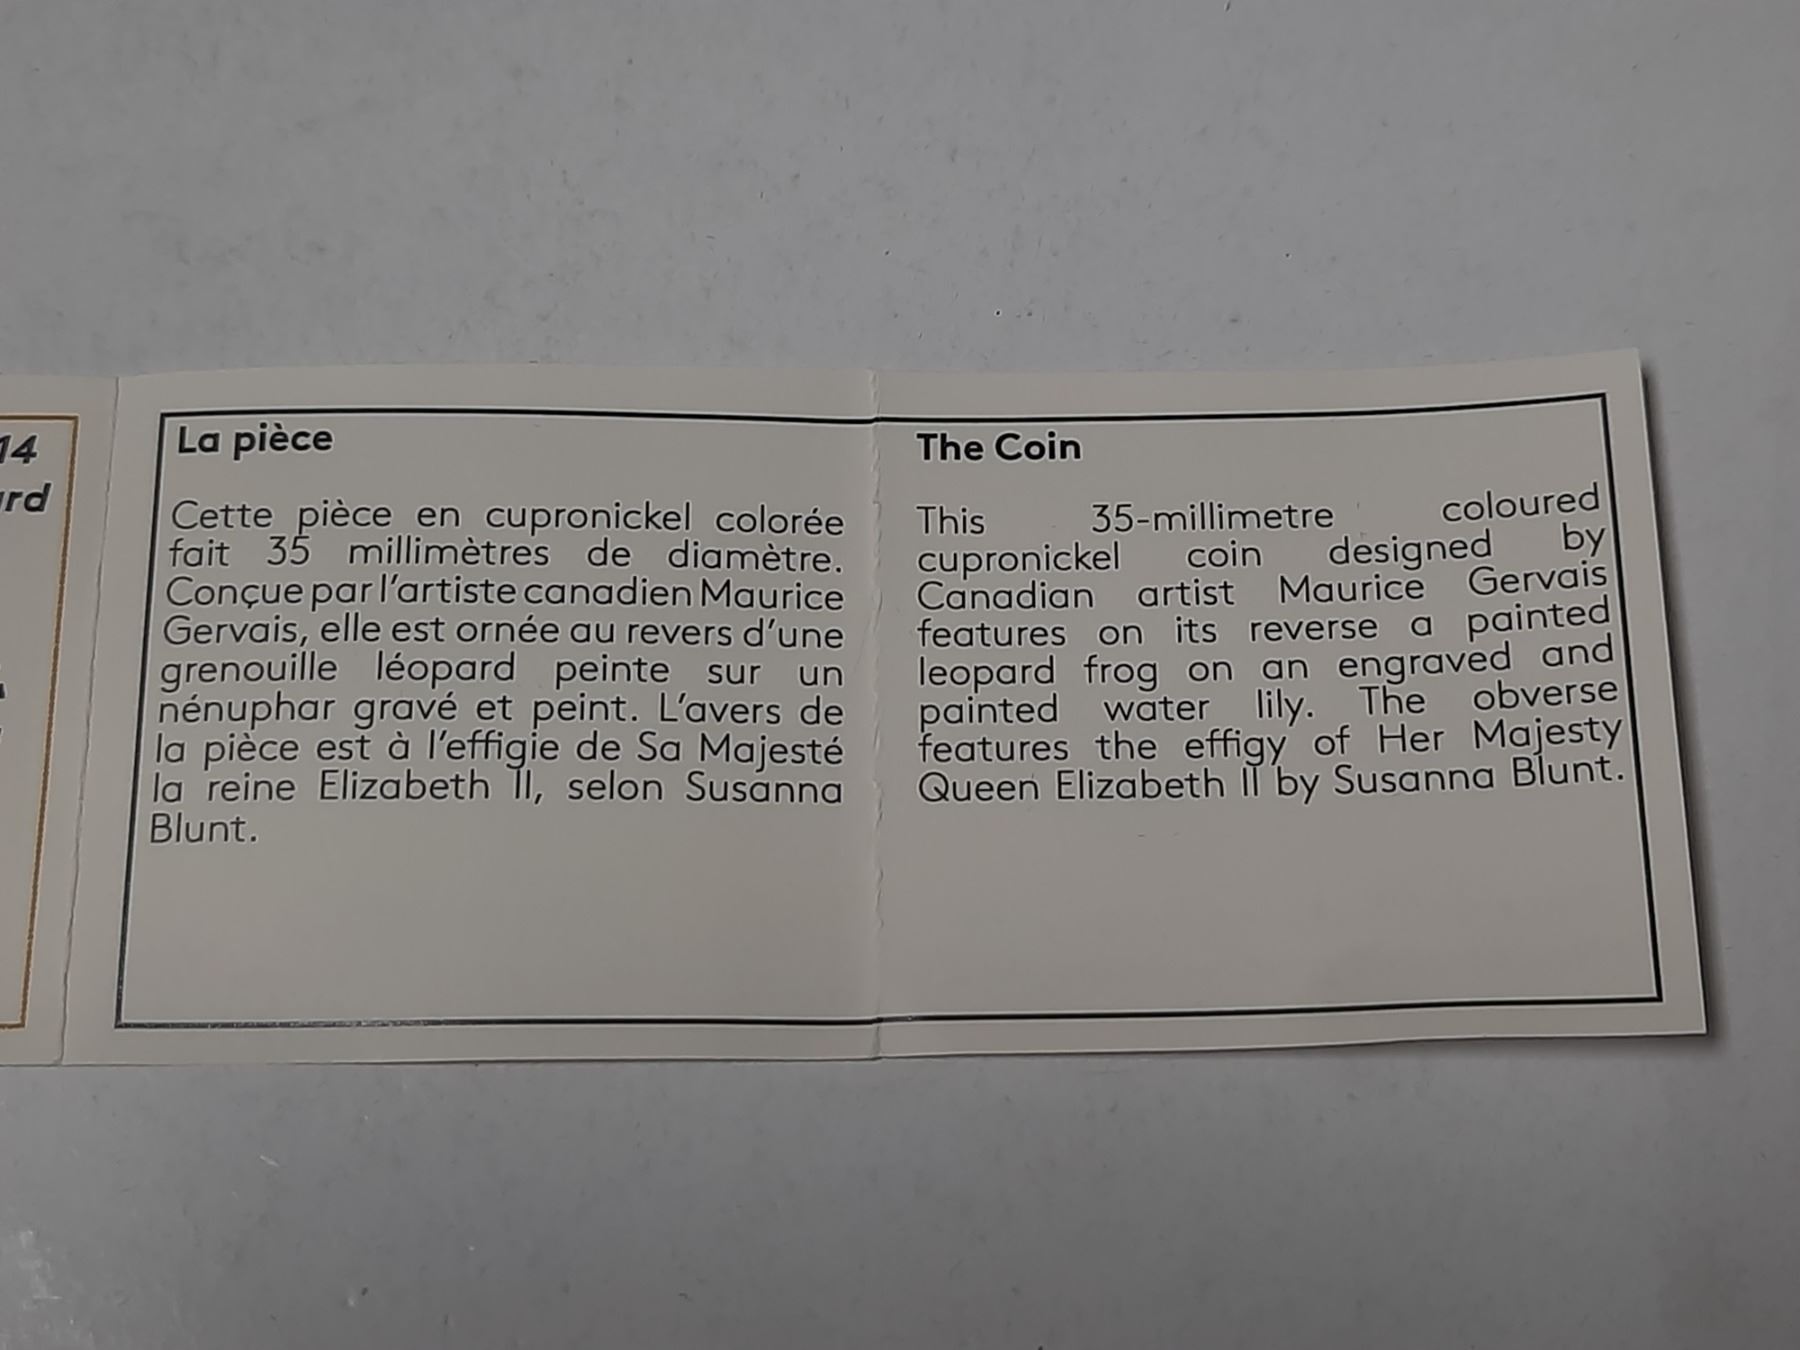 14
La pièce
Cette pièce en cupronickel colorée
fait 35 millimètres de diamètre.
Conçue par l'artiste canadien Maurice
Gervais, elle est ornée au revers d'une
grenouille léopard peinte sur un
nénuphar gravé et peint. L'avers de
la pièce est à l'effigie de Sa Majesté
la reine Elizabeth II, selon Susanna
Blunt.
The Coin
This 35-millimetre coloured
cupronickel coin designed by
Canadian artist Maurice Gervais
features on its reverse a painted
leopard frog on an engraved and
painted water lily. The obverse
features the effigy of Her Majesty
Queen Elizabeth II by Susanna Blunt.